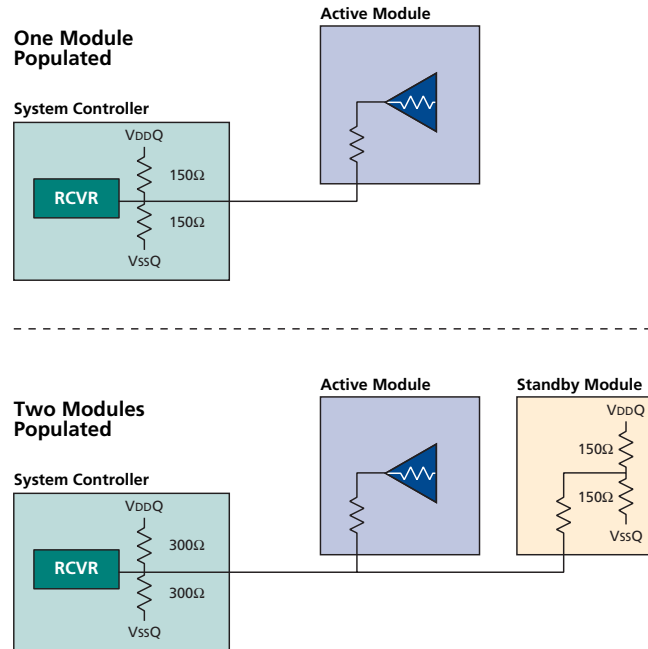 One Module
Populated
Active Module
System Controller
VDDQ
150Ω
RCVR
150Ω
VssQ
Two Modules
Populated
Active Module
Standby Module
System Controller
VDDQ
300Ω
RCVR
300Ω
VssQ
VDDQ
150Ω
150Ω
VssQ